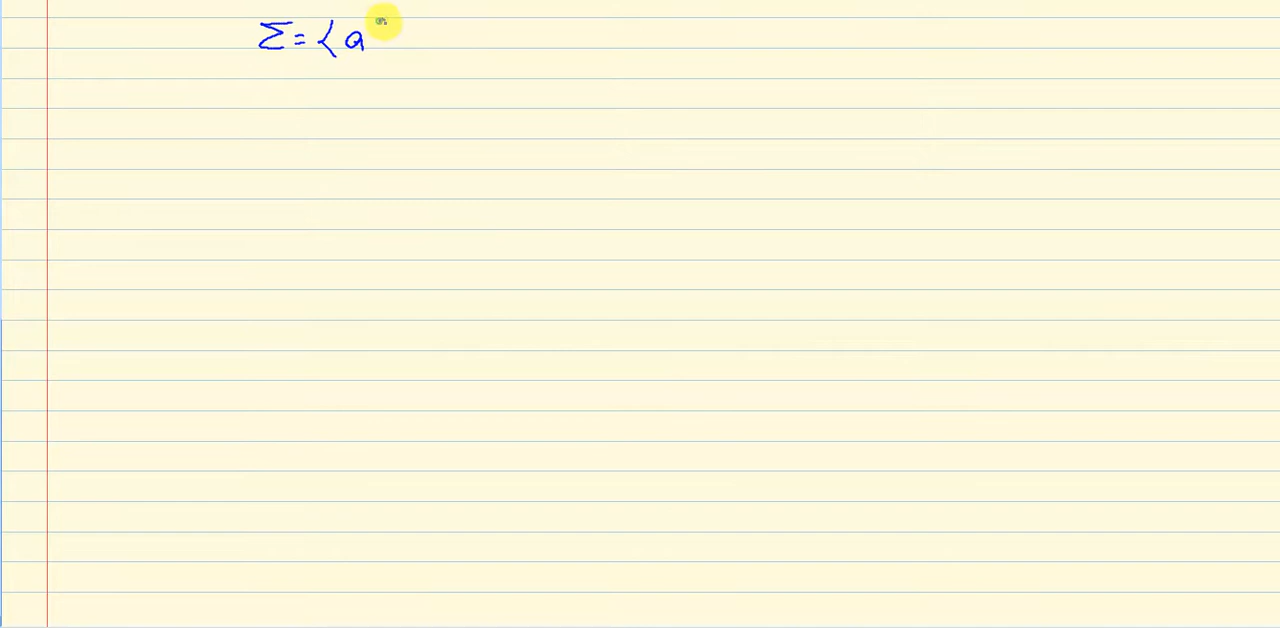 Σ = { a